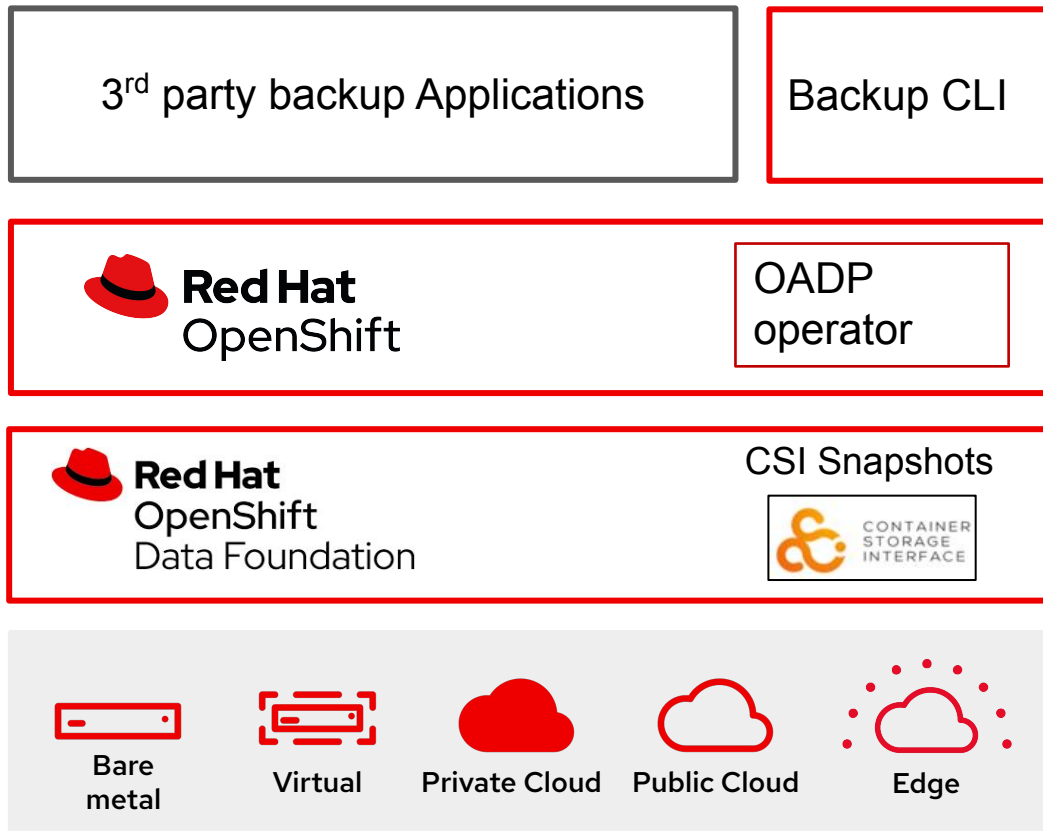 3rd party backup Applications
Backup CLI
Red Hat
OpenShift
OADP
operator
Red Hat
OpenShift
Data Foundation
CSI Snapshots
CONTAINER
STORAGE
INTERFACE
Bare
metal
Virtual
Private Cloud
Public Cloud
Edge